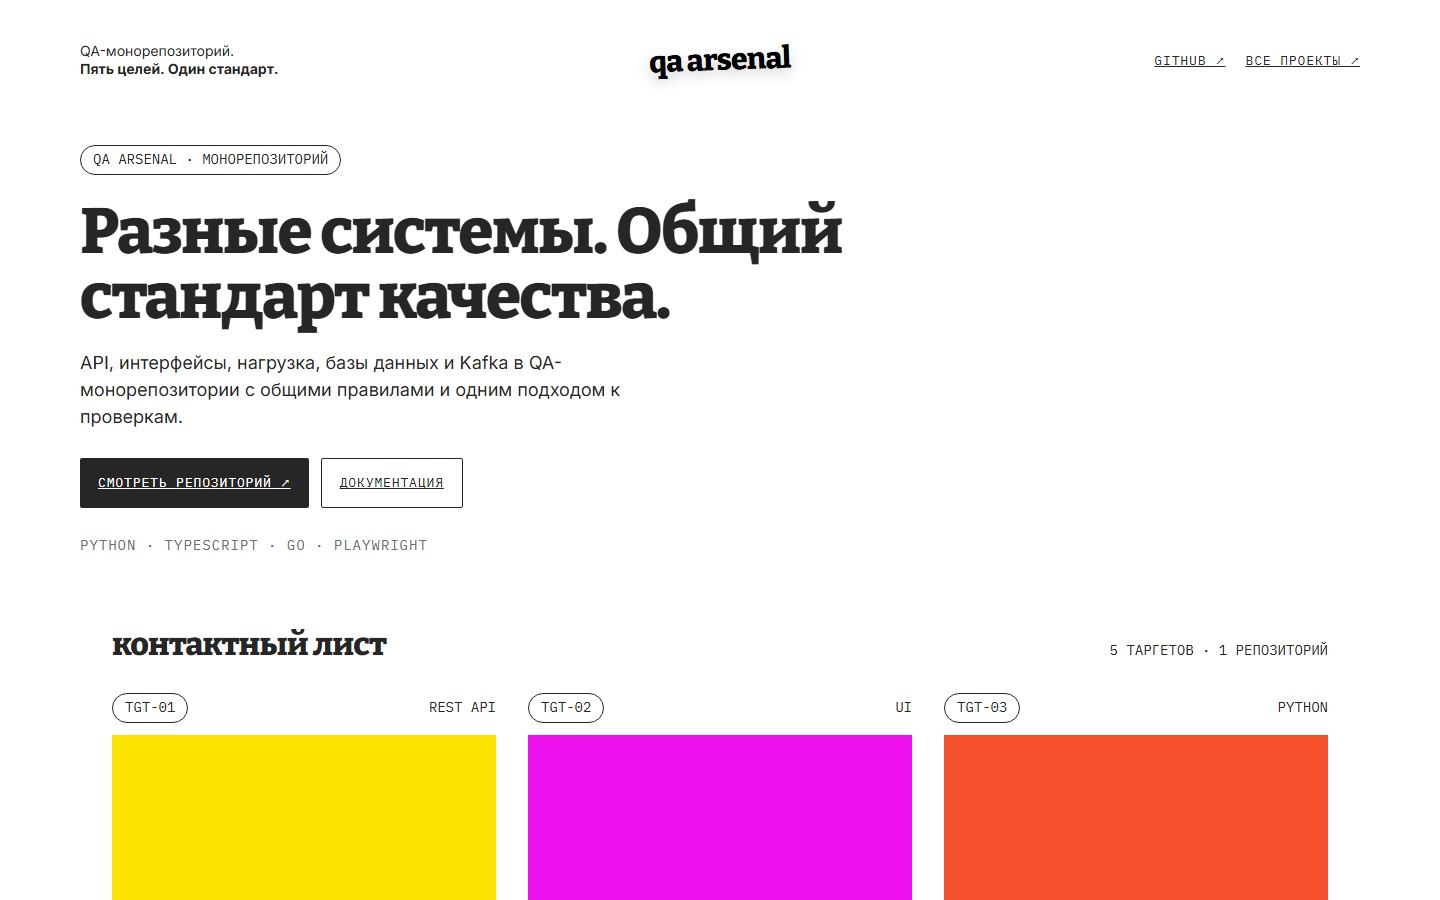 QA-монорепозиторий.
Пять целей. Один стандарт.
qa arsenal
GITHUB ↗ ВСЕ ПРОЕКТЫ ↗
QA ARSENAL · МОНОРЕПОЗИТОРИЙ
Разные системы. Общий
стандарт качества.
API, интерфейсы, нагрузка, базы данных и Kafka в QA-
монорепозитории с общими правилами и одним подходом к
проверкам.
СМОТРЕТЬ РЕПОЗИТОРИЙ ↗ ДОКУМЕНТАЦИЯ
PYTHON · TYPESCRIPT · GO · PLAYWRIGHT
контактный лист
5 ТАРГЕТОВ · 1 РЕПОЗИТОРИЙ
TGT-01 REST API
TGT-02 UI
TGT-03 PYTHON